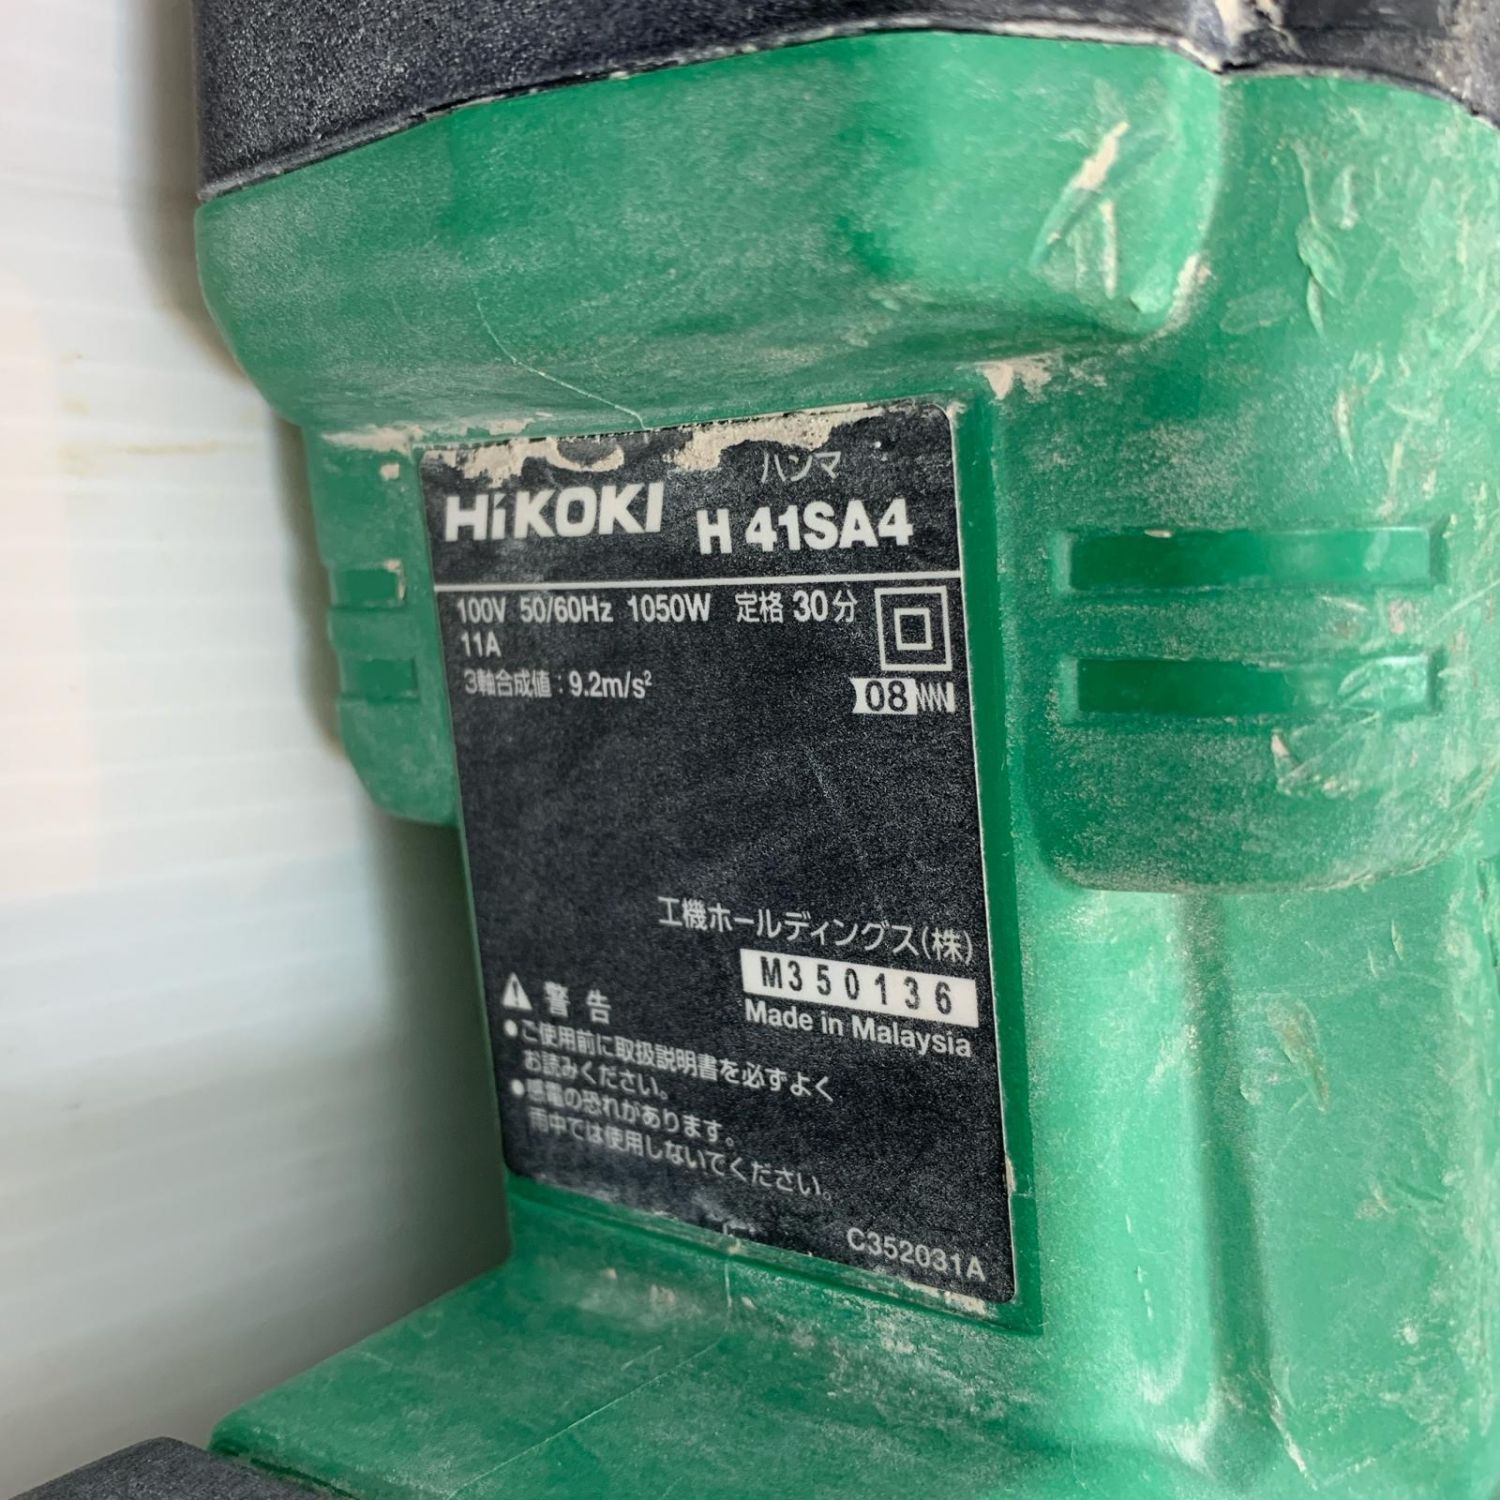 ハンマ
HiKOKI H 41SA4
100V 50/60Hz 1050W 定格 30分
11A
3軸合成値：9.2m/s²
08
工機ホールディングス(株)
M350136
Made in Malaysia
⚠ 警告
●ご使用前に取扱説明書を必ずよく
お読みください。
●感電の恐れがあります。
雨中では使用しないでください。
C352031A